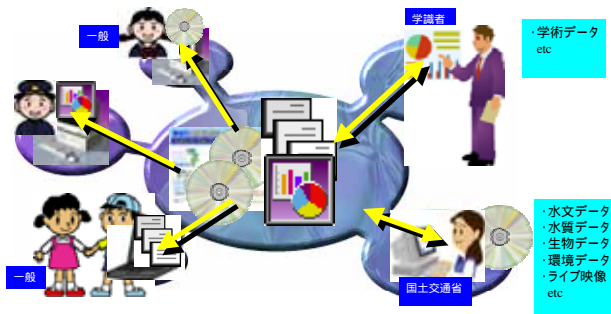 一般
学識者
・学術データ
etc
一般
国土交通省
・水文データ
・水質データ
・生物データ
・環境データ
・ライブ映像
etc